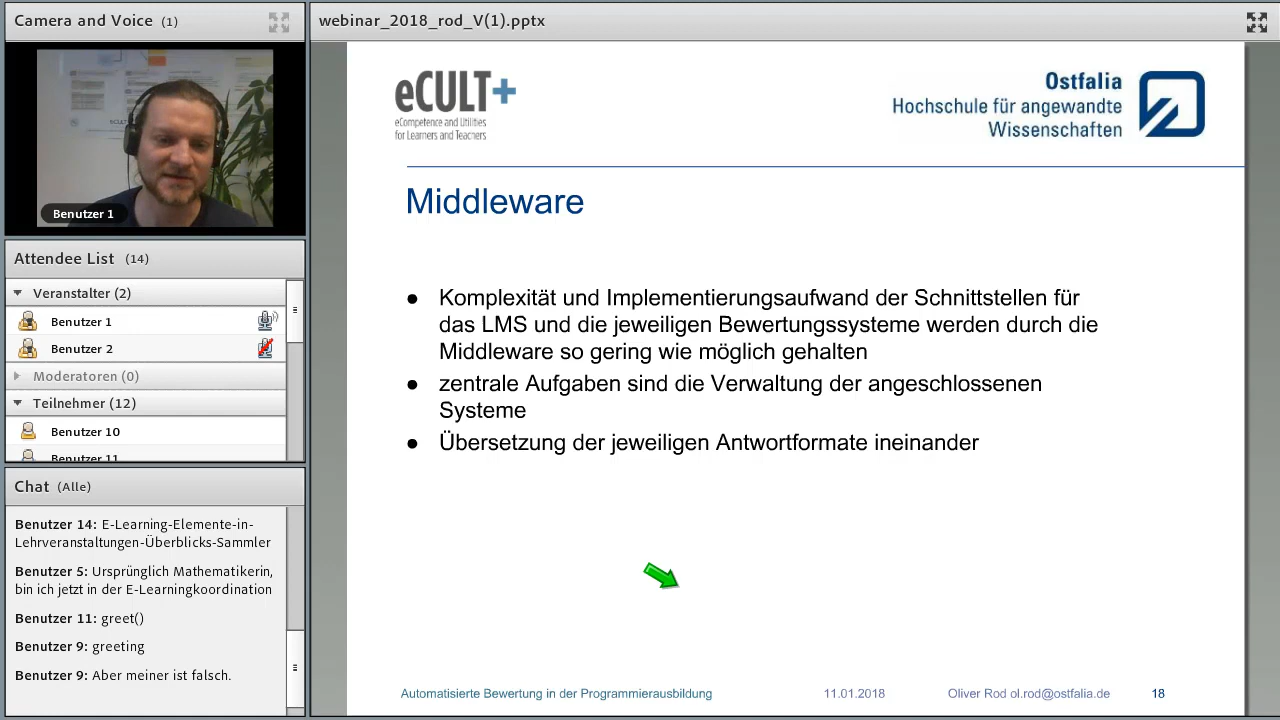 Camera and Voice (1)
Benutzer 1
Attendee List (14)
Veranstalter (2)
Benutzer 1
Benutzer 2
Moderatoren (0)
Teilnehmer (12)
Benutzer 10
Benutzer 11
Chat (Alle)
Benutzer 14: E-Learning-Elemente-in-
Lehrveranstaltungen-Überblicks-Sammler
Benutzer 5: Ursprünglich Mathematikerin,
bin ich jetzt in der E-Learningkoordination
Benutzer 11: greet()
Benutzer 9: greeting
Benutzer 9: Aber meiner ist falsch.
webinar_2018_rod_V(1).pptx
eCULT+
eCompetence and Utilities
for Learners and Teachers
Ostfalia
Hochschule für angewandte
Wissenschaften
Middleware
● Komplexität und Implementierungsaufwand der Schnittstellen für
das LMS und die jeweiligen Bewertungssysteme werden durch die
Middleware so gering wie möglich gehalten
● zentrale Aufgaben sind die Verwaltung der angeschlossenen
Systeme
● Übersetzung der jeweiligen Antwortformate ineinander
Automatisierte Bewertung in der Programmierausbildung 11.01.2018 Oliver Rod ol.rod@ostfalia.de 18